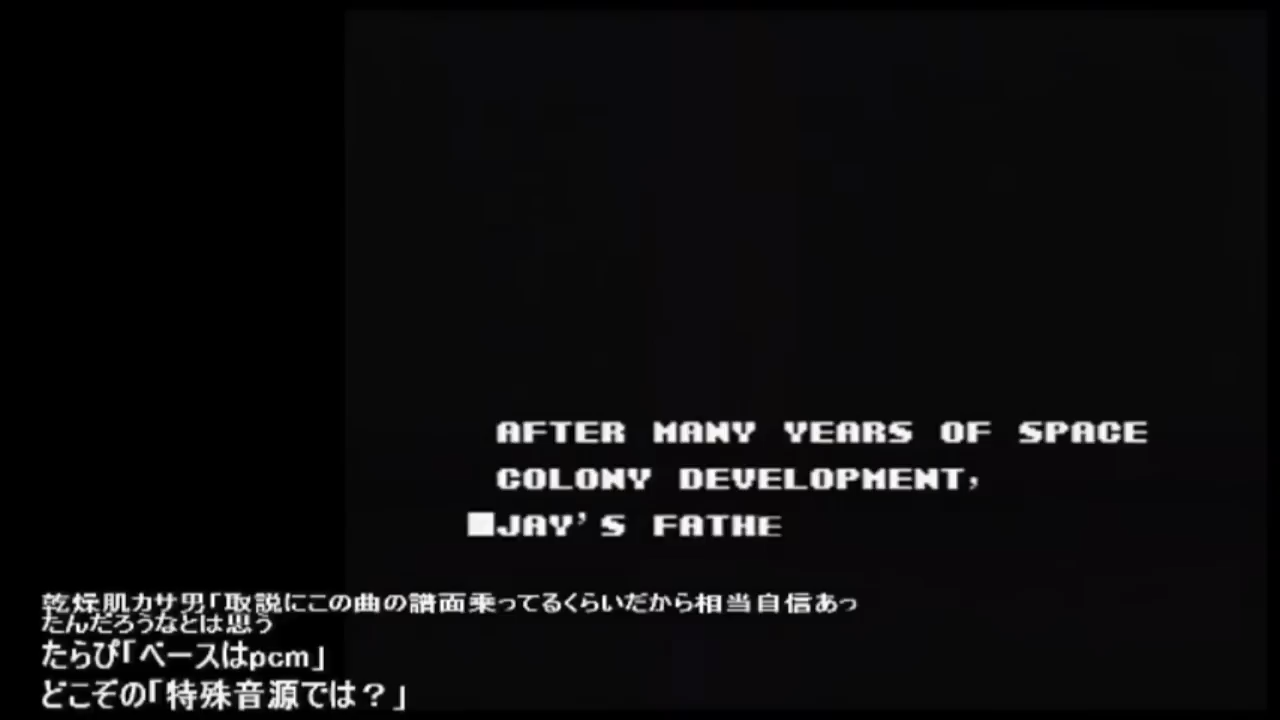 AFTER MANY YEARS OF SPACE
COLONY DEVELOPMENT,
■JAY'S FATHE
乾燥肌カサ男「取説にこの曲の譜面乗ってるくらいだから相当自信あっ
たんだろうなとは思う
たらぴ「ベースはpcm」
どこぞの「特殊音源では？」